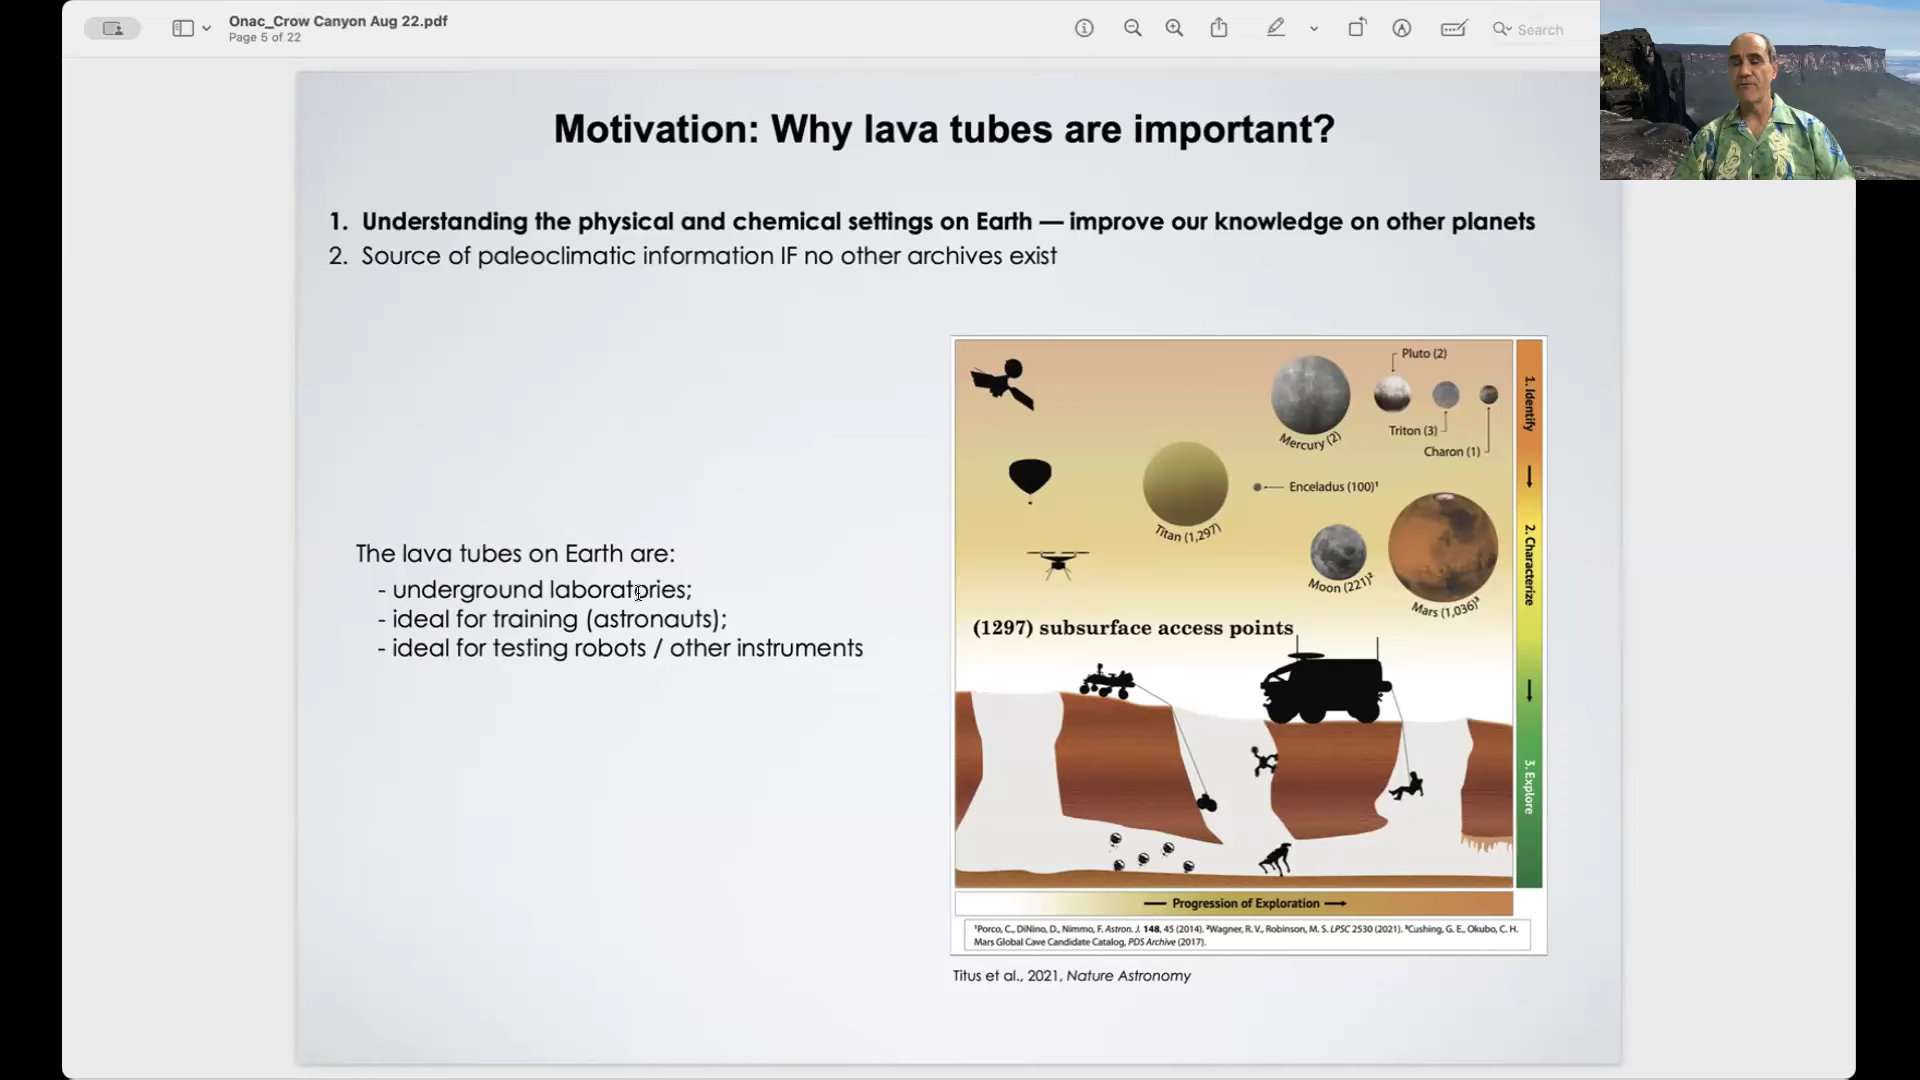 Onac_Crow Canyon Aug 22.pdf
Page 5 of 22
Search
Motivation: Why lava tubes are important?
1. Understanding the physical and chemical settings on Earth — improve our knowledge on other planets
2. Source of paleoclimatic information IF no other archives exist
The lava tubes on Earth are:
- underground laboratories;
- ideal for training (astronauts);
- ideal for testing robots / other instruments
Pluto (2)
Mercury (2)
Triton (3)
Charon (1)
Titan (1,297)
Enceladus (100)¹
Moon (221)²
Mars (1,036)³
(1297) subsurface access points
1. Identify
2. Characterize
3. Explore
Progression of Exploration
¹Porco, C., DiNino, D., Nimmo, F. Astron. J. 148, 45 (2014). ²Wagner, R. V., Robinson, M. S. LPSC 2530 (2021). ³Cushing, G. E., Okubo, C. H.
Mars Global Cave Candidate Catalog, PDS Archive (2017).
Titus et al., 2021, Nature Astronomy